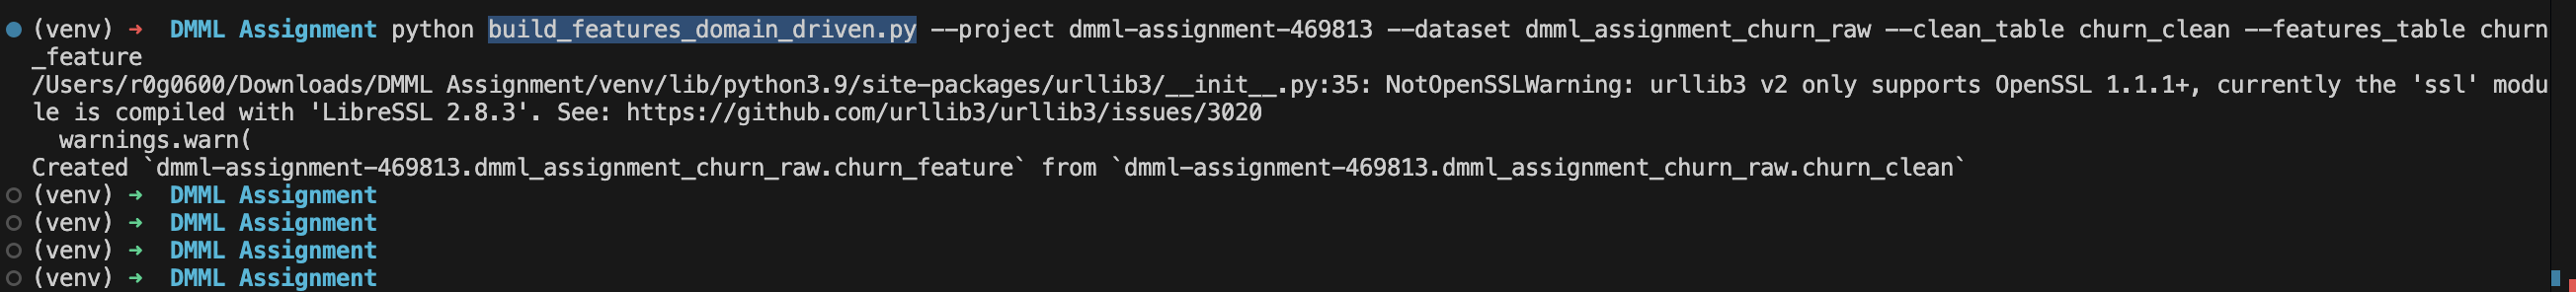 (venv) ➜ DMML Assignment python build_features_domain_driven.py --project dmml-assignment-469813 --dataset dmml_assignment_churn_raw --clean_table churn_clean --features_table churn
_feature
/Users/r0g0600/Downloads/DMML Assignment/venv/lib/python3.9/site-packages/urllib3/__init__.py:35: NotOpenSSLWarning: urllib3 v2 only supports OpenSSL 1.1.1+, currently the 'ssl' modu
le is compiled with 'LibreSSL 2.8.3'. See: https://github.com/urllib3/urllib3/issues/3020
  warnings.warn(
Created `dmml-assignment-469813.dmml_assignment_churn_raw.churn_feature` from `dmml-assignment-469813.dmml_assignment_churn_raw.churn_clean`
(venv) ➜ DMML Assignment
(venv) ➜ DMML Assignment
(venv) ➜ DMML Assignment
(venv) ➜ DMML Assignment